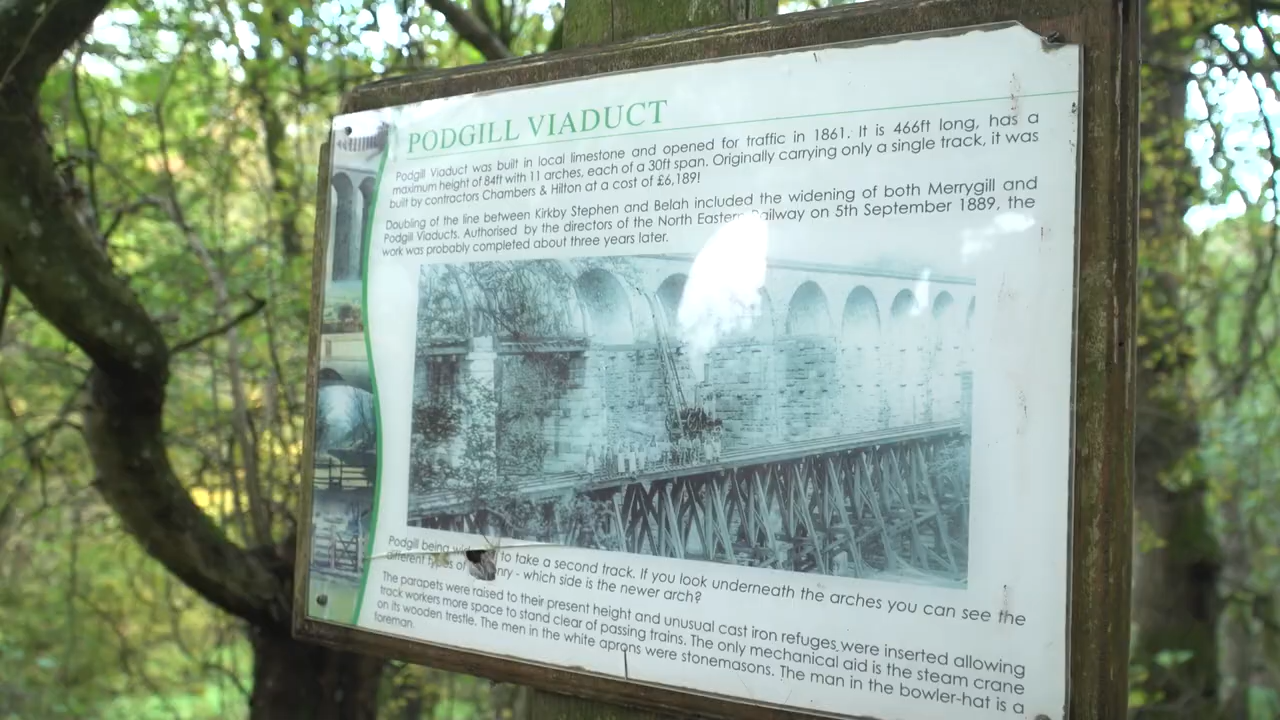 PODGILL VIADUCT
Podgill Viaduct was built in local limestone and opened for traffic in 1861. It is 466ft long, has a
maximum height of 84ft with 11 arches, each of a 30ft span. Originally carrying only a single track, it was
built by contractors Chambers & Hilton at a cost of £6,189!
Doubling of the line between Kirkby Stephen and Belah included the widening of both Merrygill and
Podgill Viaducts. Authorised by the directors of the North Eastern Railway on 5th September 1889, the
work was probably completed about three years later.
Podgill being to take a second track. If you look underneath the arches you can see the
different types of - which side is the newer arch?
The parapets were raised to their present height and unusual cast iron refuges were inserted allowing
track workers more space to stand clear of passing trains. The only mechanical aid is the steam crane
on its wooden trestle. The men in the white aprons were stonemasons. The man in the bowler-hat is a
foreman.